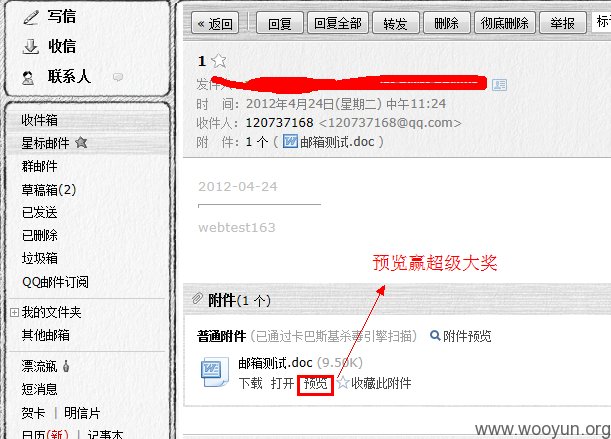 写信
收信
联系人
收件箱
星标邮件
群邮件
草稿箱(2)
已发送
已删除
垃圾箱
QQ邮件订阅
我的文件夹
其他邮箱
漂流瓶
短消息
贺卡 | 明信片
日历(新) | 记事本
« 返回 回复 回复全部 转发 删除 彻底删除 举报
1
发件人
时 间: 2012年4月24日(星期二) 中午11:24
收件人: 120737168 <120737168@qq.com>
附 件: 1 个 ( 邮箱测试.doc )
2012-04-24
webtest163
预览赢超级大奖
附件(1 个)
普通附件 (已通过卡巴斯基杀毒引擎扫描) 附件预览
邮箱测试.doc (9.50K)
下载 打开 预览 收藏此附件
www.wooyun.org